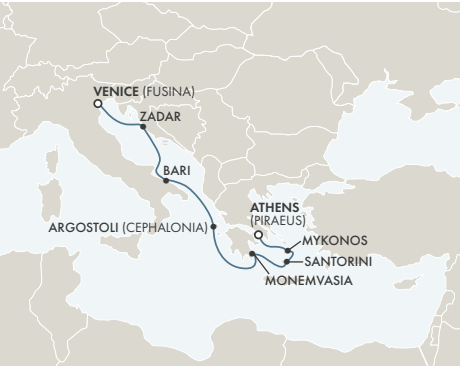 VENICE (FUSINA)
ZADAR
BARI
ATHENS
(PIRAEUS)
ARGOSTOLI (CEPHALONIA)
MYKONOS
SANTORINI
MONEMVASIA